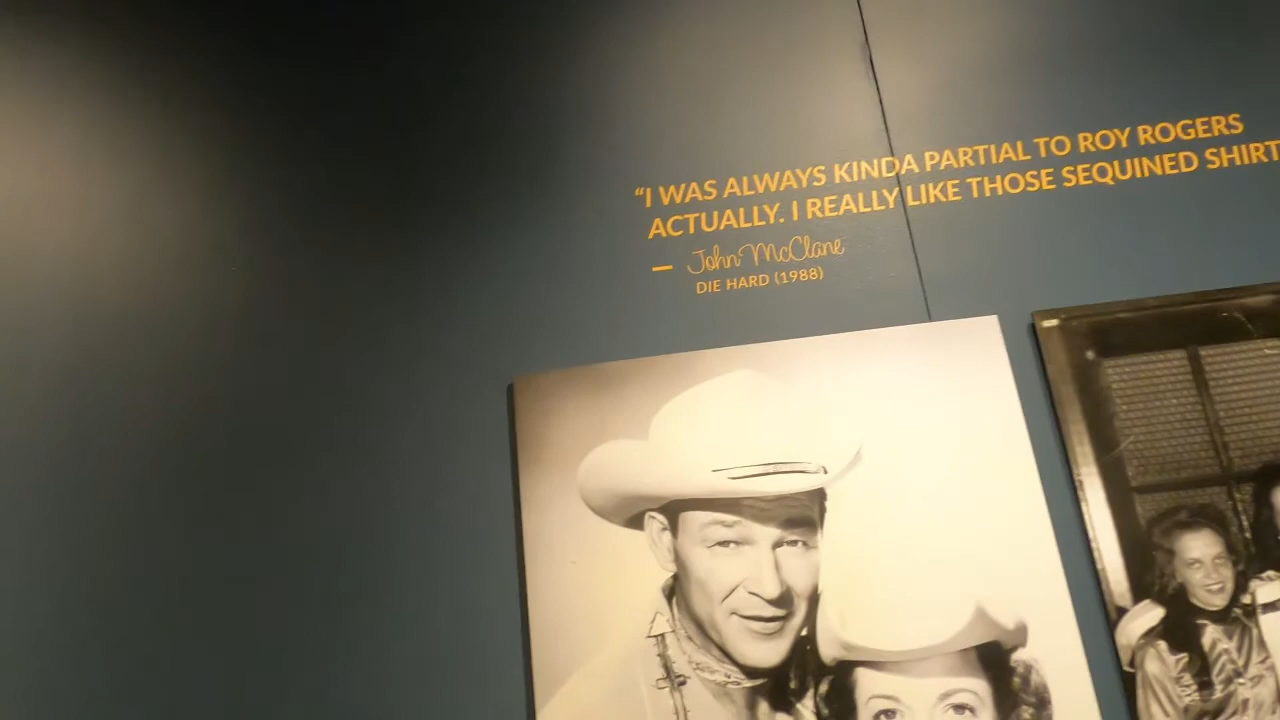 “I WAS ALWAYS KINDA PARTIAL TO ROY ROGERS
ACTUALLY. I REALLY LIKE THOSE SEQUINED SHIRT
— John McClane
DIE HARD (1988)